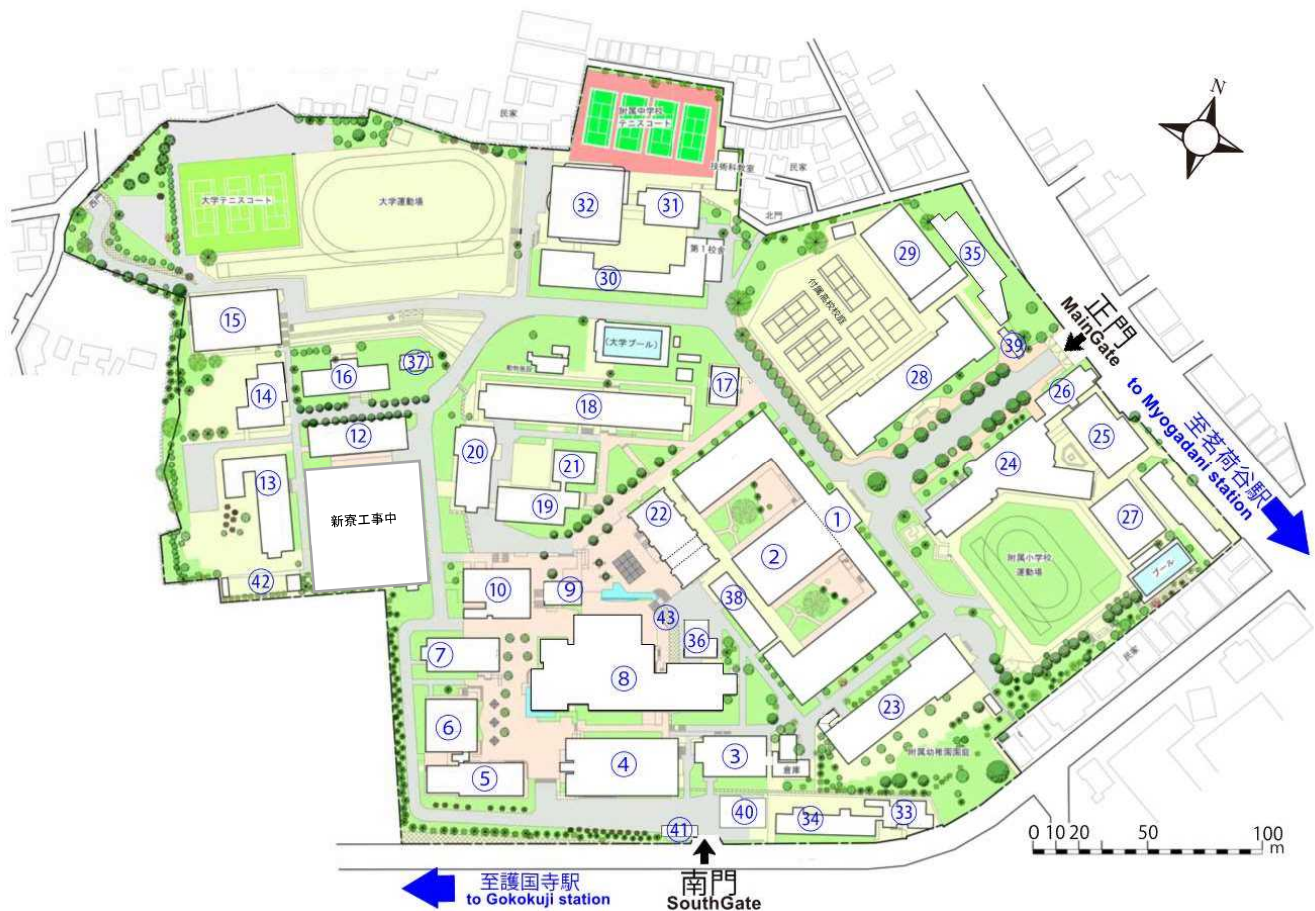 民家
附属中学校
テニスコート
技術科教室
民家
北門
N
西門
大学テニスコート
大学運動場
32
31
第1校舎
30
29
35
付属高校校庭
正門
MainGate
39
15
37
16
14
(大学プール)
動物施設
17
18
28
26
25
to Myogadani station
至茗荷谷駅
12
20
21
19
13
新寮工事中
22
1
2
24
27
附属小学校
運動場
プール
42
10
9
38
43
36
7
8
6
23
民家
附属幼稚園園庭
5
4
3
倉庫
40
41
34
33
0 10 20 50 100
m
至護国寺駅
to Gokokuji station
南門
SouthGate